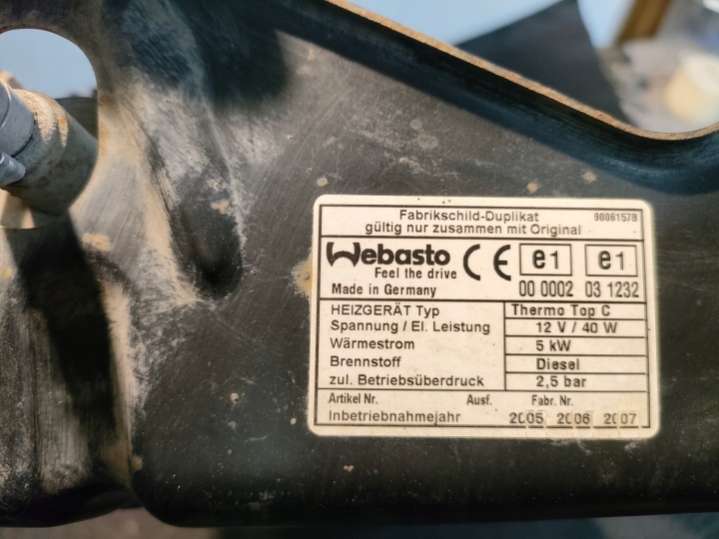 Fabrikschild-Duplikat 9006157B
gültig nur zusammen mit Original
Webasto CE e1 e1
Feel the drive
Made in Germany 00 0002 03 1232
HEIZGERÄT Typ Thermo Top C
Spannung / El. Leistung 12 V / 40 W
Wärmestrom 5 kW
Brennstoff Diesel
zul. Betriebsüberdruck 2,5 bar
Artikel Nr. Ausf. Fabr. Nr.
Inbetriebnahmejahr 2005 2006 2007